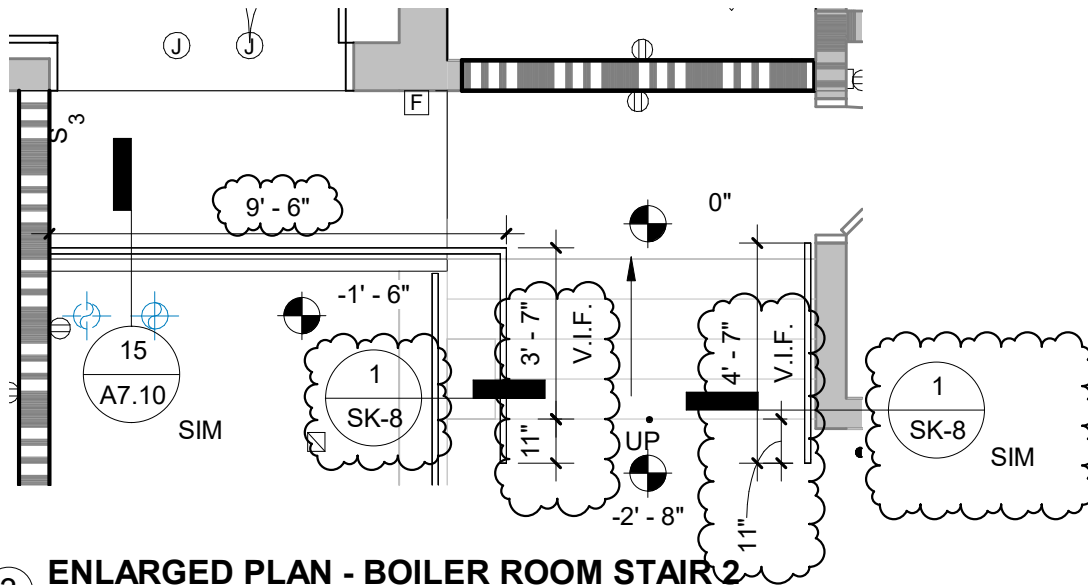 J
J
F
S
3
9' - 6"
0"
-1' - 6"
3' - 7"
V.I.F.
4' - 7"
V.I.F.
15
A7.10
SIM
1
SK-8
11"
UP
1
SK-8
SIM
-2' - 8"
11"
ENLARGED PLAN - BOILER ROOM STAIR 2